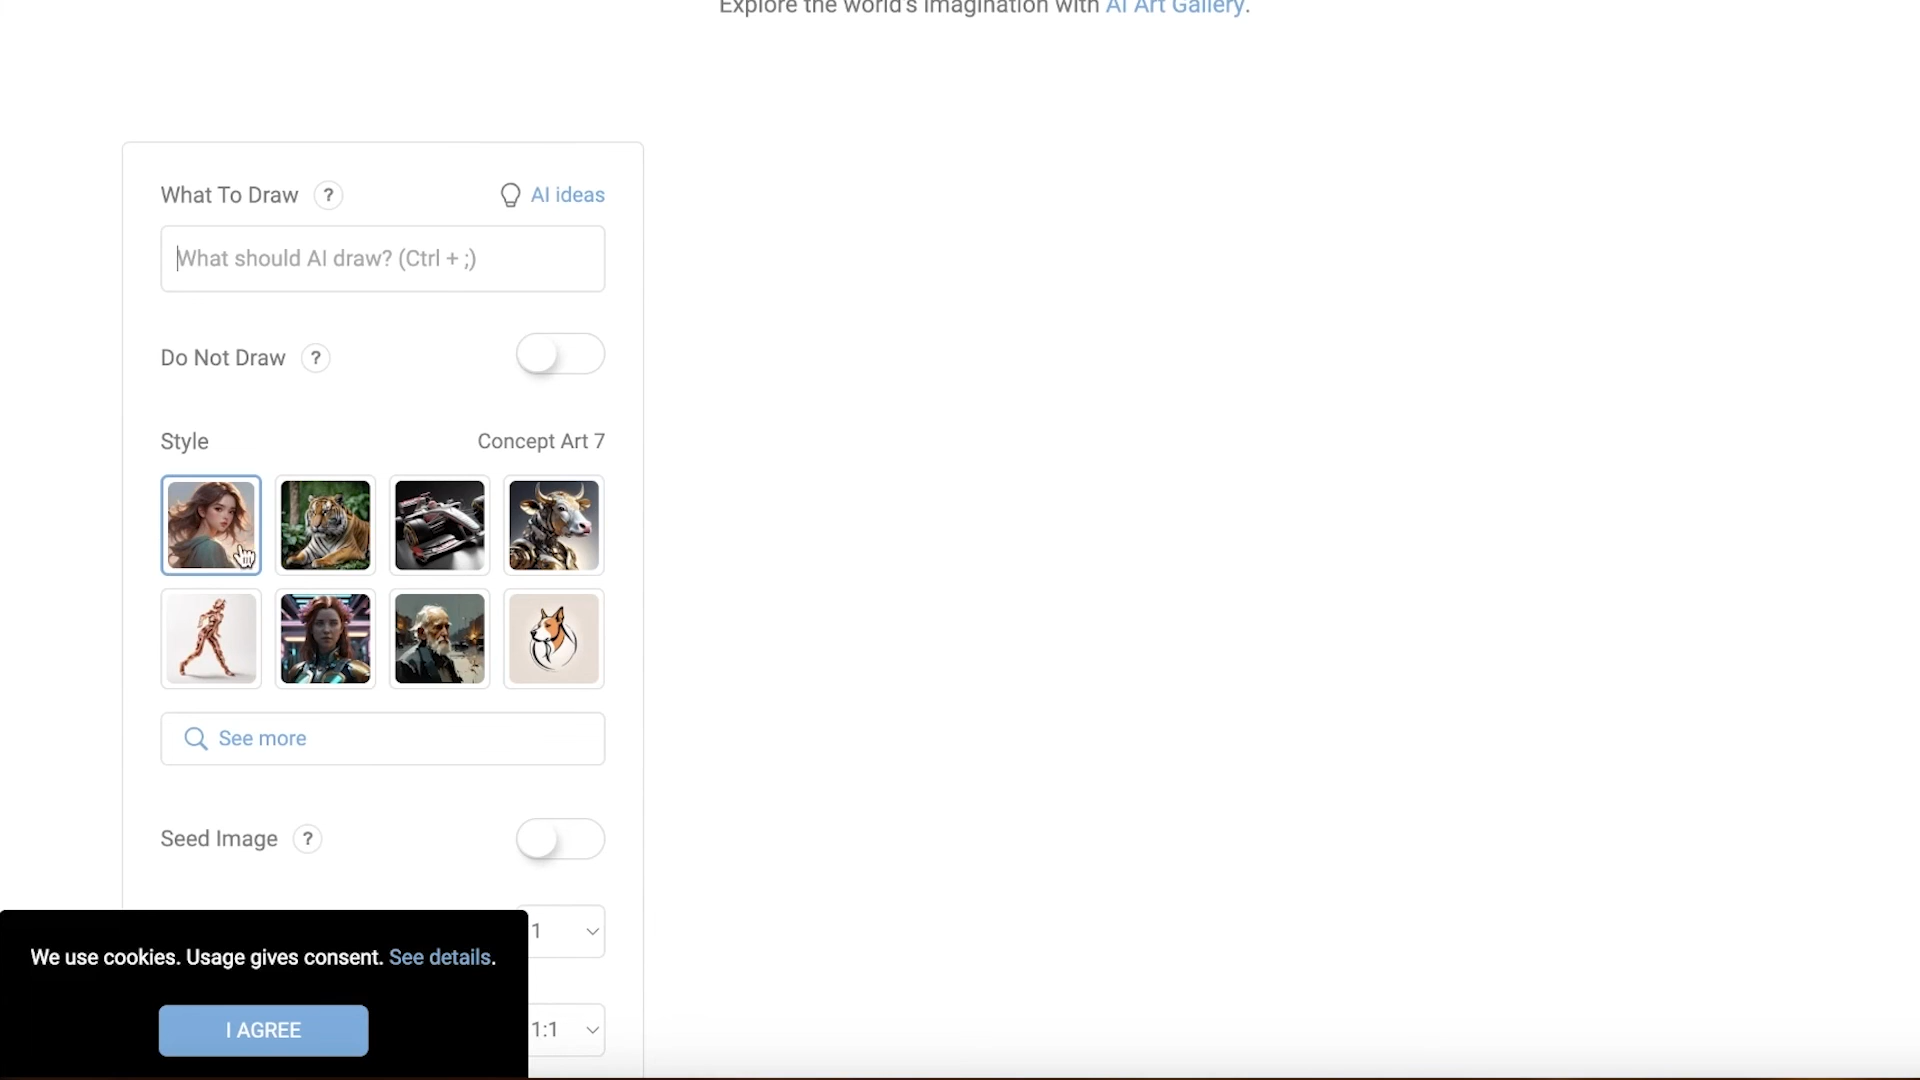 Explore the world's imagination with AI Art Gallery.
What To Draw ? AI ideas
What should AI draw? (Ctrl + ;)
Do Not Draw ?
Style Concept Art 7
See more
Seed Image ?
1
We use cookies. Usage gives consent. See details.
I AGREE
1:1